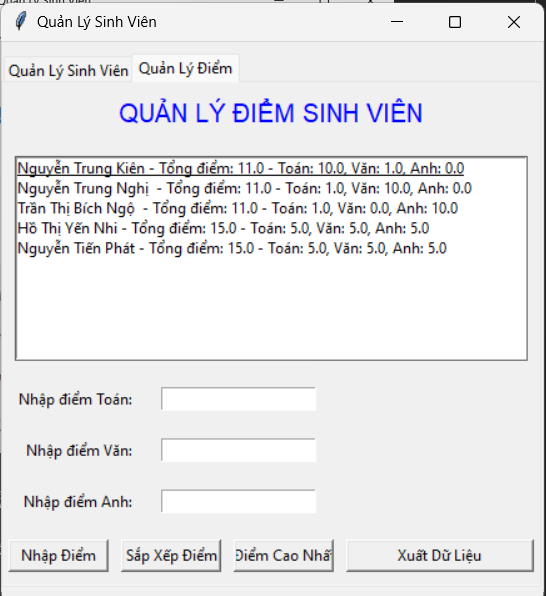 Quản Lý Sinh Viên
Quản Lý Sinh Viên Quản Lý Điểm
QUẢN LÝ ĐIỂM SINH VIÊN
Nguyễn Trung Kiên - Tổng điểm: 11.0 - Toán: 10.0, Văn: 1.0, Anh: 0.0
Nguyễn Trung Nghị - Tổng điểm: 11.0 - Toán: 1.0, Văn: 10.0, Anh: 0.0
Trần Thị Bích Ngộ - Tổng điểm: 11.0 - Toán: 1.0, Văn: 0.0, Anh: 10.0
Hồ Thị Yến Nhi - Tổng điểm: 15.0 - Toán: 5.0, Văn: 5.0, Anh: 5.0
Nguyễn Tiến Phát - Tổng điểm: 15.0 - Toán: 5.0, Văn: 5.0, Anh: 5.0
Nhập điểm Toán:
Nhập điểm Văn:
Nhập điểm Anh:
Nhập Điểm Sắp Xếp Điểm Điểm Cao Nhấ Xuất Dữ Liệu